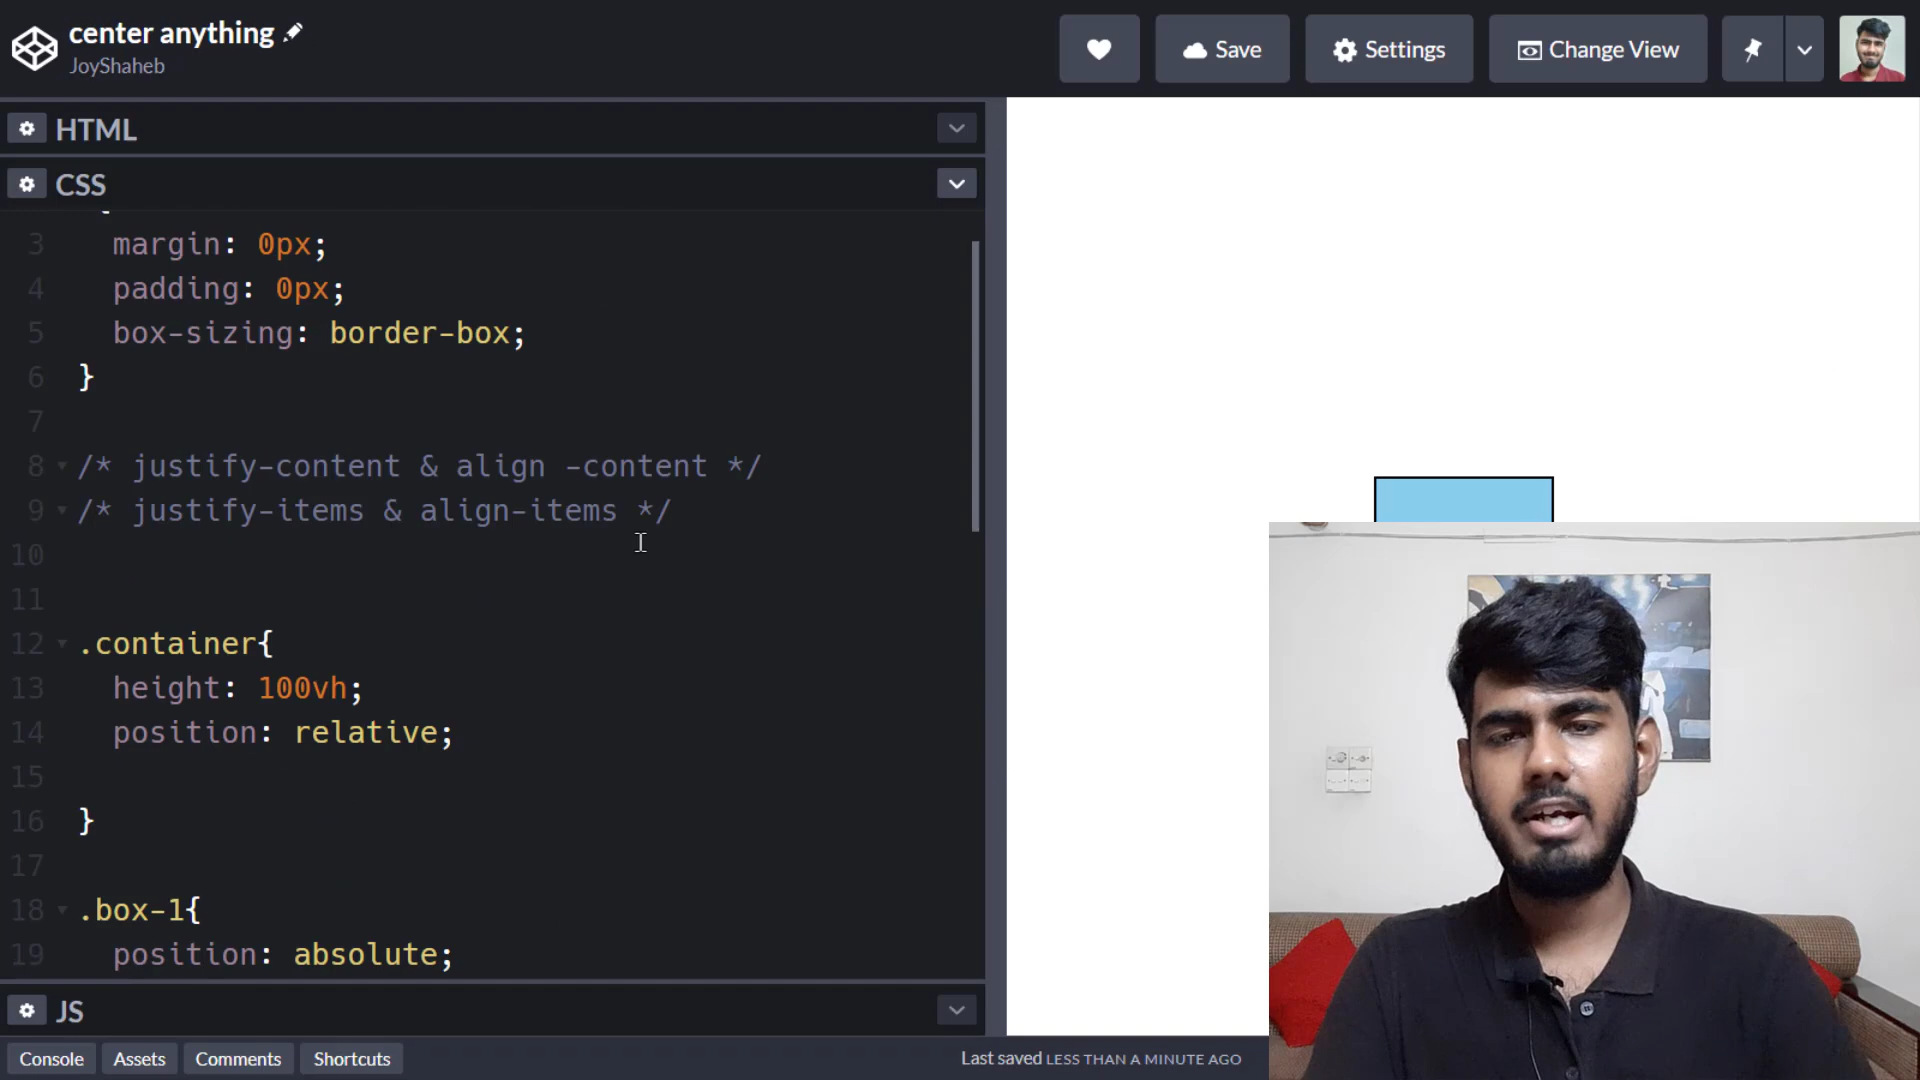 center anything
JoyShaheb
Save
Settings
Change View
HTML
CSS
{
3 margin: 0px;
4 padding: 0px;
5 box-sizing: border-box;
6 }
7
8 /* justify-content & align -content */
9 /* justify-items & align-items */
10
11
12 .container{
13 height: 100vh;
14 position: relative;
15
16 }
17
18 .box-1{
19 position: absolute;
JS
Console Assets Comments Shortcuts
Last saved LESS THAN A MINUTE AGO